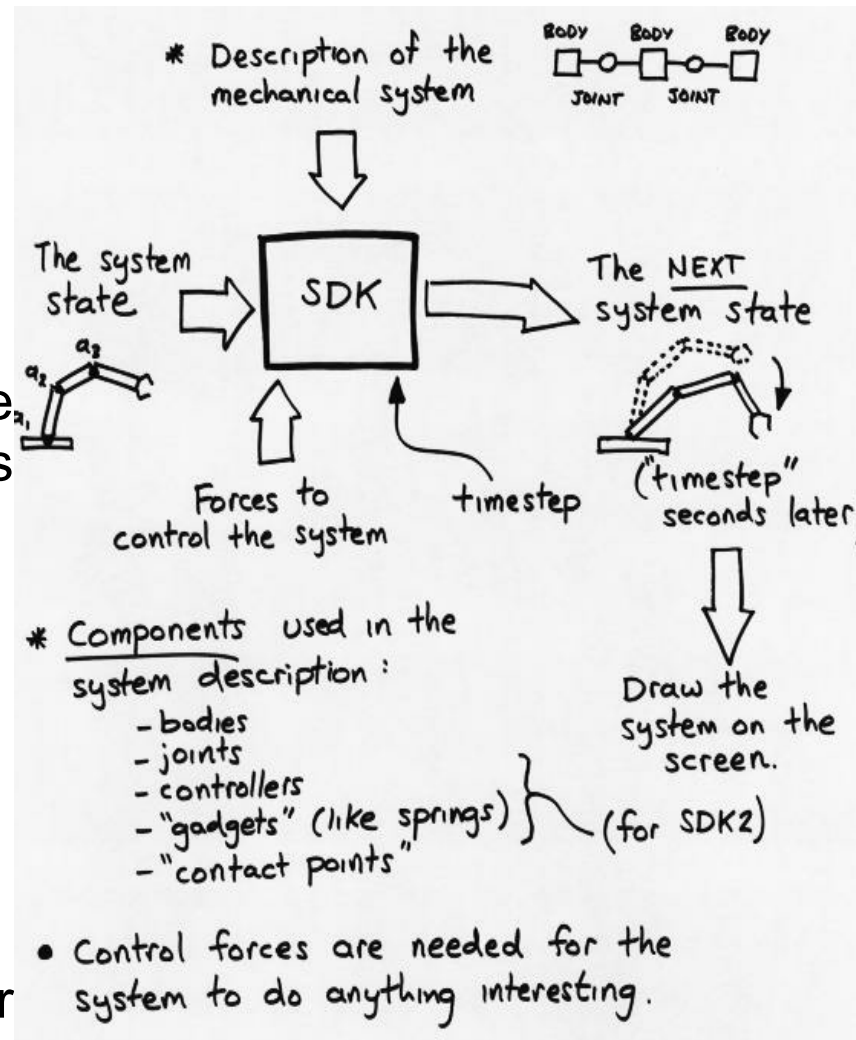 * Description of the
mechanical system
BODY BODY BODY
JOINT JOINT
The system
state
SDK
The NEXT
system state
a₁ a₂ a₃
e
s
Forces to
control the system
timestep
("timestep"
seconds later
* Components used in the
system description:
- bodies
- joints
- controllers
- "gadgets" (like springs)
- "contact points"
(for SDK2)
Draw the
system on the
screen.
• Control forces are needed for the
system to do anything interesting.
r